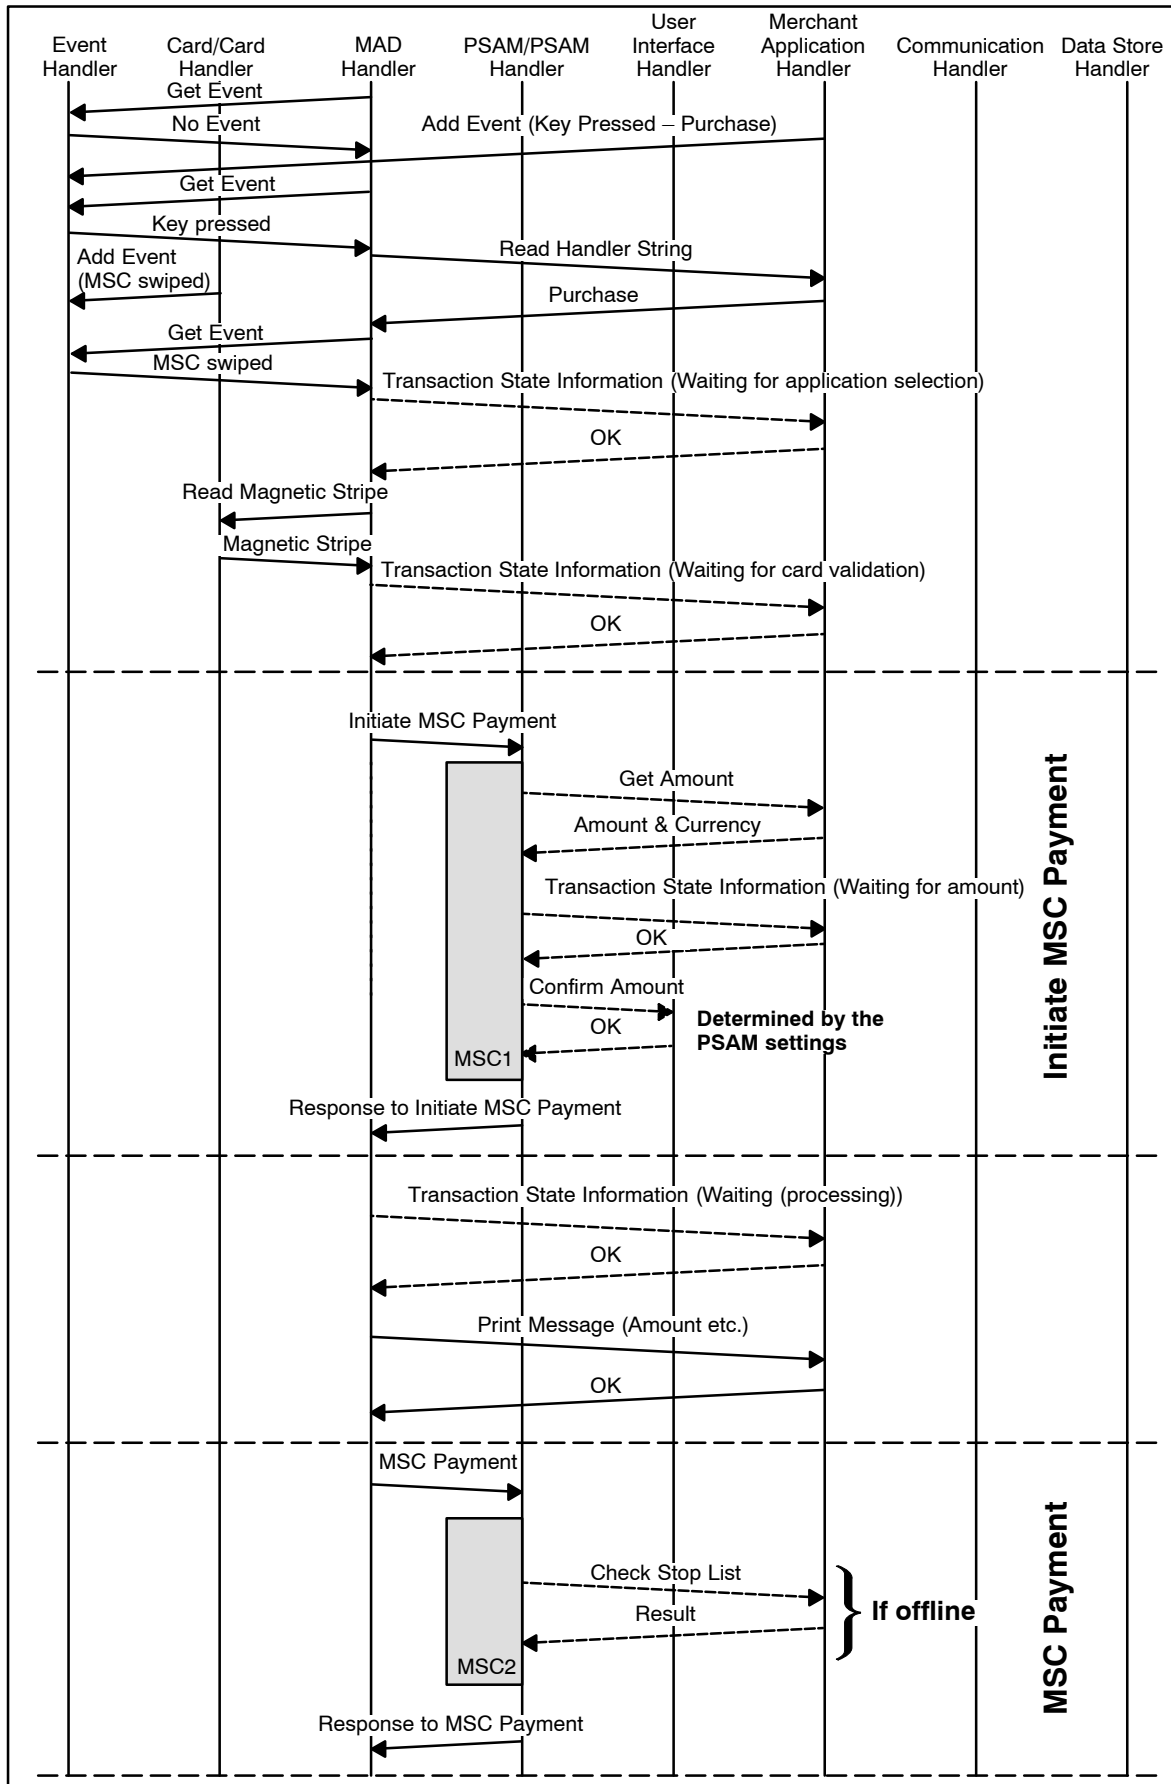 Event
Handler
Card/Card
Handler
MAD
Handler
PSAM/PSAM
Handler
User
Interface
Handler
Merchant
Application
Handler
Communication
Handler
Data Store
Handler
Get Event
No Event
Add Event (Key Pressed – Purchase)
Get Event
Key pressed
Read Handler String
Add Event
(MSC swiped)
Purchase
Get Event
MSC swiped
Transaction State Information (Waiting for application selection)
OK
Read Magnetic Stripe
Magnetic Stripe
Transaction State Information (Waiting for card validation)
OK
Initiate MSC Payment
Get Amount
Amount & Currency
Transaction State Information (Waiting for amount)
OK
Confirm Amount
OK
Determined by the
PSAM settings
MSC1
Initiate MSC Payment
Response to Initiate MSC Payment
Transaction State Information (Waiting (processing))
OK
Print Message (Amount etc.)
OK
MSC Payment
Check Stop List
Result
If offline
MSC2
MSC Payment
Response to MSC Payment